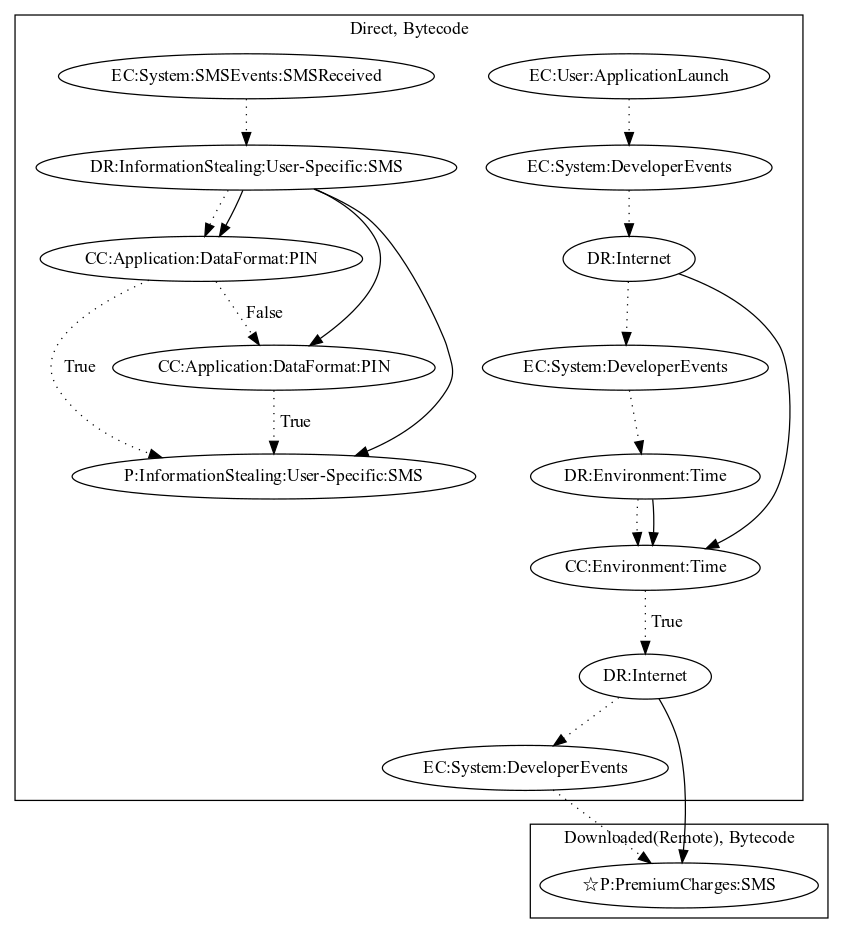 Direct, Bytecode
EC:System:SMSEvents:SMSReceived
EC:User:ApplicationLaunch
DR:InformationStealing:User-Specific:SMS
EC:System:DeveloperEvents
CC:Application:DataFormat:PIN
DR:Internet
False
True
CC:Application:DataFormat:PIN
EC:System:DeveloperEvents
True
P:InformationStealing:User-Specific:SMS
DR:Environment:Time
CC:Environment:Time
True
DR:Internet
EC:System:DeveloperEvents
Downloaded(Remote), Bytecode
☆P:PremiumCharges:SMS